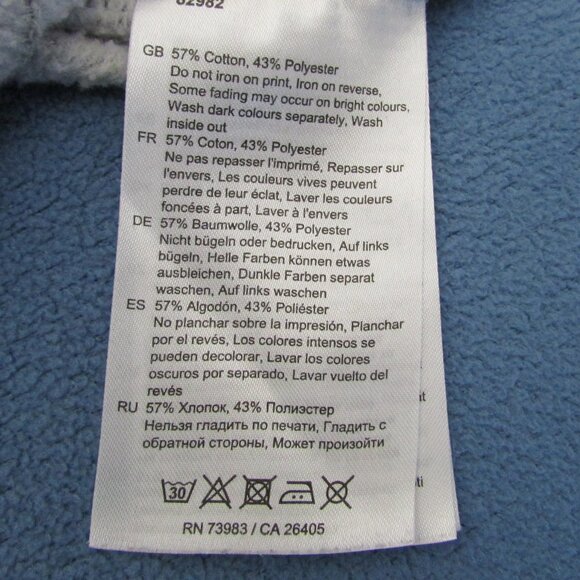 82982
GB 57% Cotton, 43% Polyester
Do not iron on print, Iron on reverse,
Some fading may occur on bright colours,
Wash dark colours separately, Wash
inside out
FR 57% Coton, 43% Polyester
Ne pas repasser l'imprimé, Repasser sur
l'envers, Les couleurs vives peuvent
perdre de leur éclat, Laver les couleurs
foncées à part, Laver à l'envers
DE 57% Baumwolle, 43% Polyester
Nicht bügeln oder bedrucken, Auf links
bügeln, Helle Farben können etwas
ausbleichen, Dunkle Farben separat
waschen, Auf links waschen
ES 57% Algodón, 43% Poliéster
No planchar sobre la impresión, Planchar
por el revés, Los colores intensos se
pueden decolorar, Lavar los colores
oscuros por separado, Lavar vuelto del
revés
RU 57% Хлопок, 43% Полиэстер
Нельзя гладить по печати, Гладить с
обратной стороны, Может произойти
30
RN 73983 / CA 26405